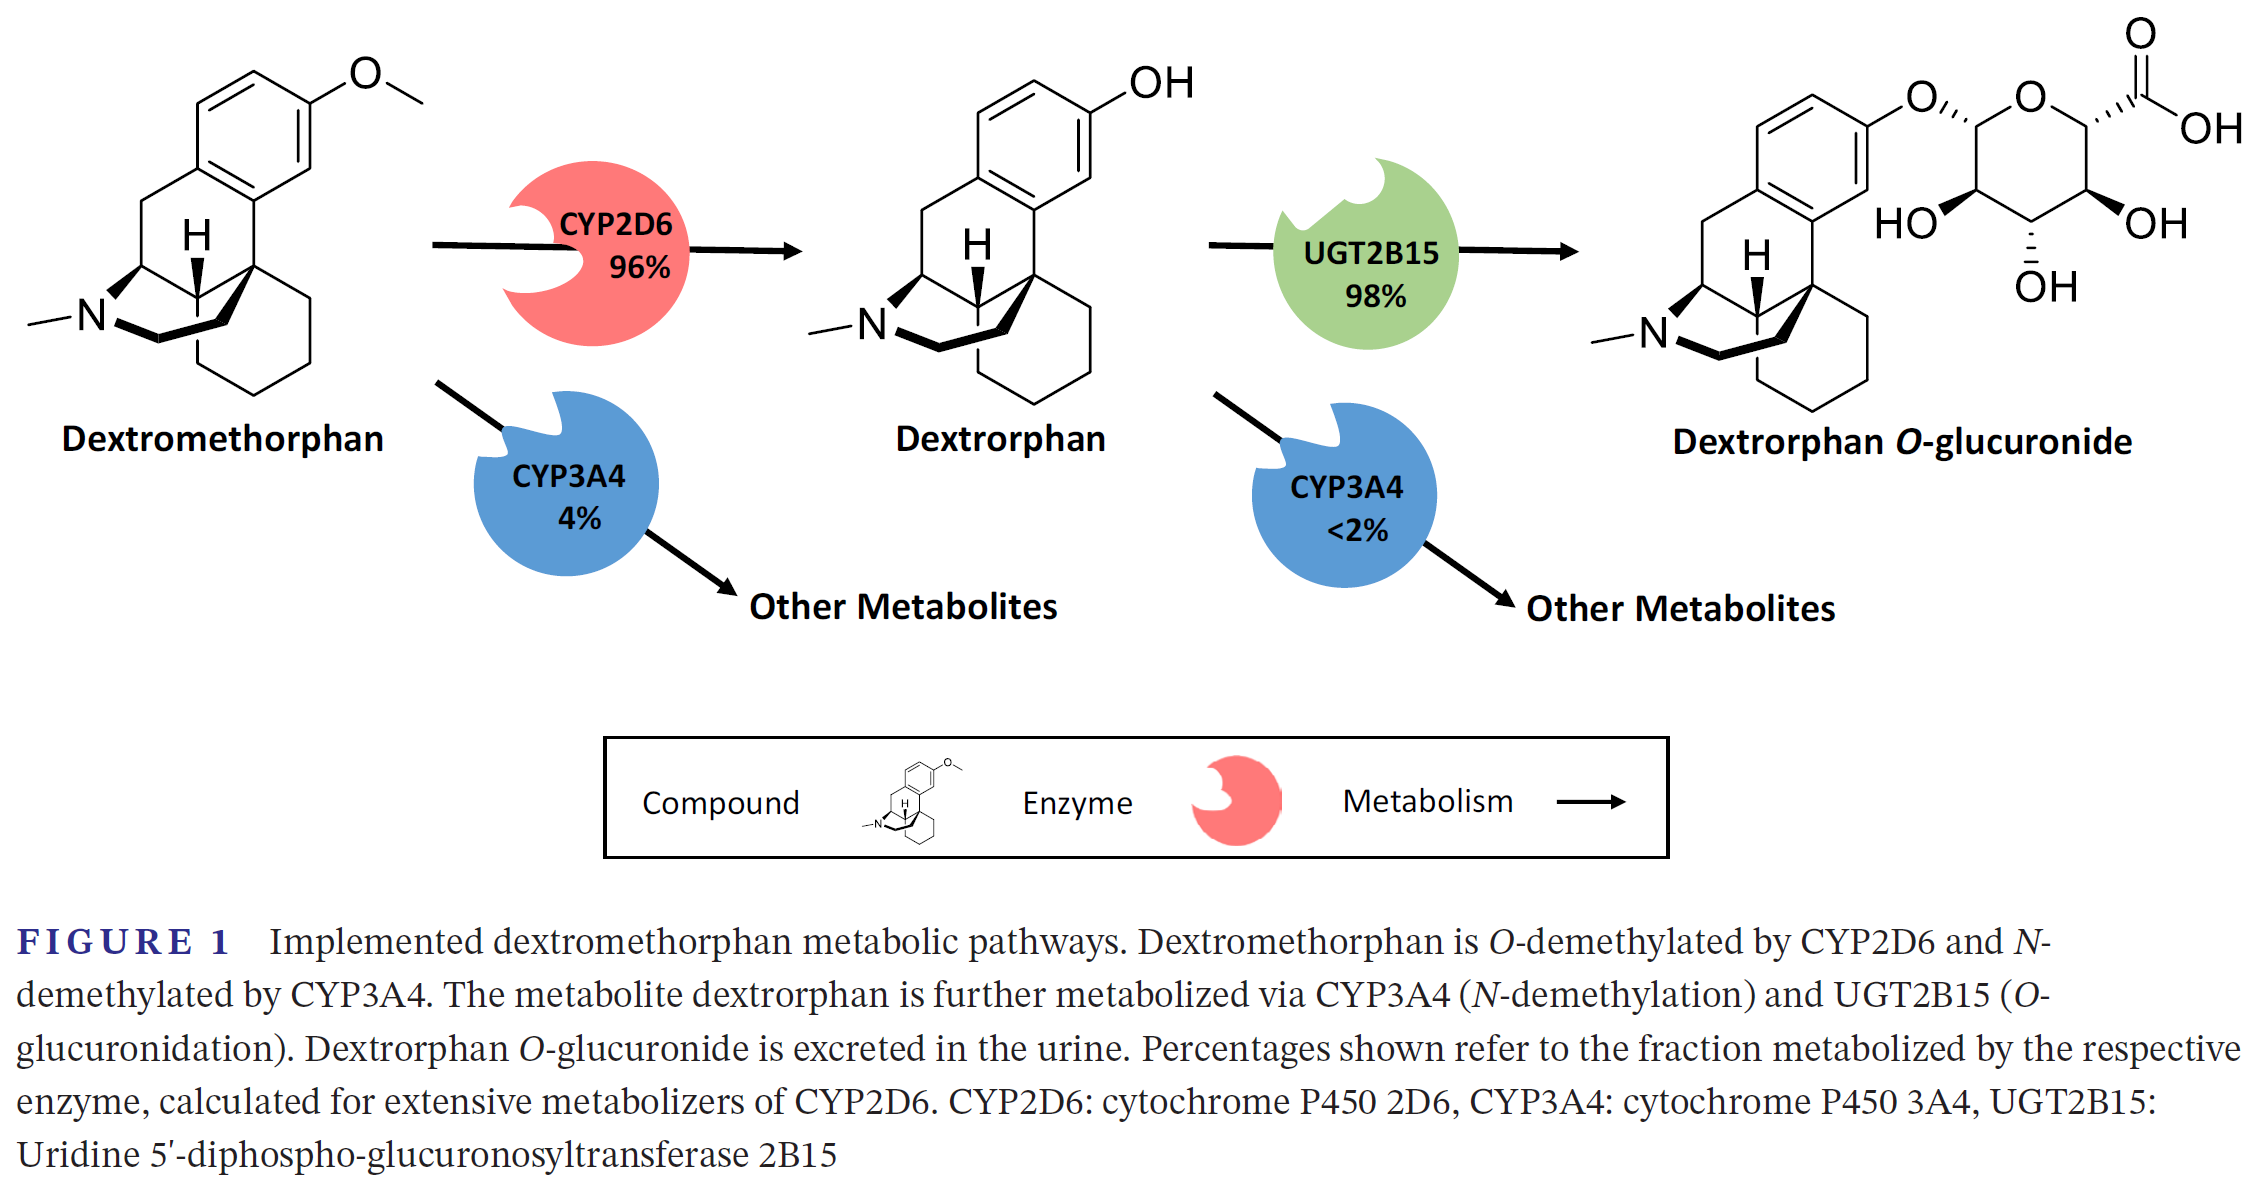 O
OH
O
O
O
OH
HO
OH
OH
H
N
H
N
H
N
CYP2D6
96%
UGT2B15
98%
Dextromethorphan
Dextrorphan
Dextrorphan O-glucuronide
CYP3A4
4%
CYP3A4
<2%
Other Metabolites
Other Metabolites
Compound
O
H
N
Enzyme
Metabolism
FIGURE 1 Implemented dextromethorphan metabolic pathways. Dextromethorphan is O-demethylated by CYP2D6 and N-
demethylated by CYP3A4. The metabolite dextrorphan is further metabolized via CYP3A4 (N-demethylation) and UGT2B15 (O-
glucuronidation). Dextrorphan O-glucuronide is excreted in the urine. Percentages shown refer to the fraction metabolized by the respective
enzyme, calculated for extensive metabolizers of CYP2D6. CYP2D6: cytochrome P450 2D6, CYP3A4: cytochrome P450 3A4, UGT2B15:
Uridine 5′-diphospho-glucuronosyltransferase 2B15